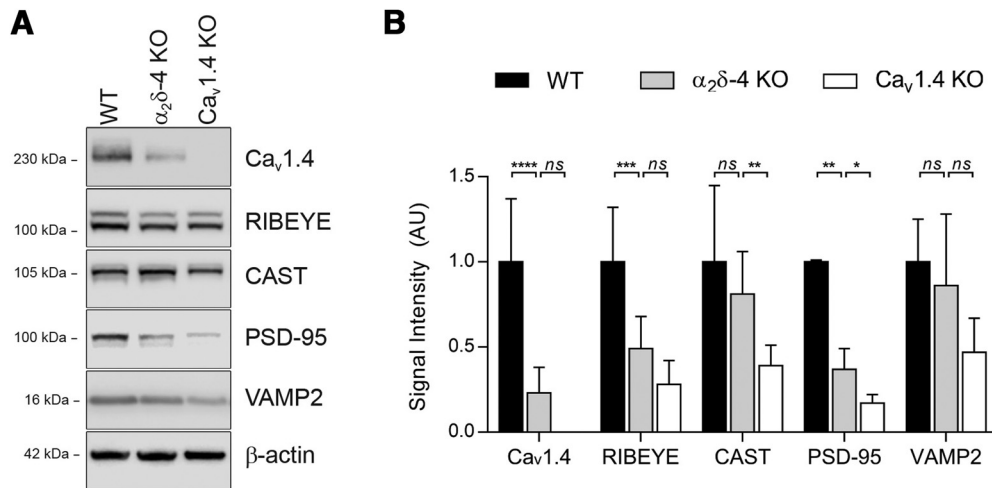 A
WT
α₂δ-4 KO
Caᵥ1.4 KO
230 kDa – Caᵥ1.4
100 kDa – RIBEYE
105 kDa – CAST
100 kDa – PSD-95
16 kDa – VAMP2
42 kDa – β-actin
B
WT α₂δ-4 KO Caᵥ1.4 KO
**** ns *** ns ns ** ** * ns ns
Signal Intensity (AU)
1.5
1.0
0.5
0.0
Caᵥ1.4 RIBEYE CAST PSD-95 VAMP2